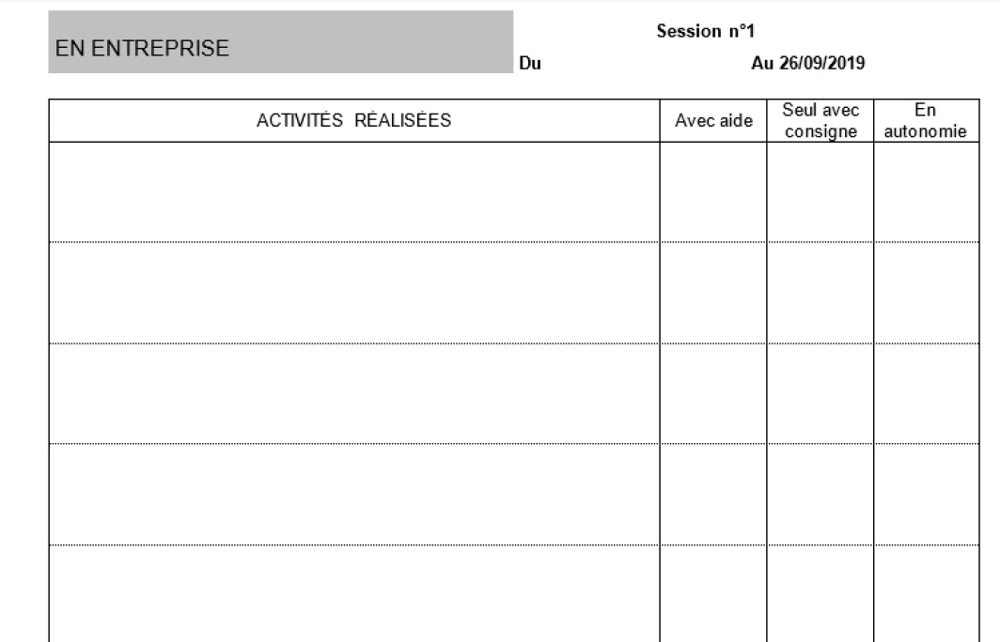 EN ENTREPRISE
Session n°1
Du
Au 26/09/2019
ACTIVITÉS RÉALISÉES
Avec aide
Seul avec
consigne
En
autonomie